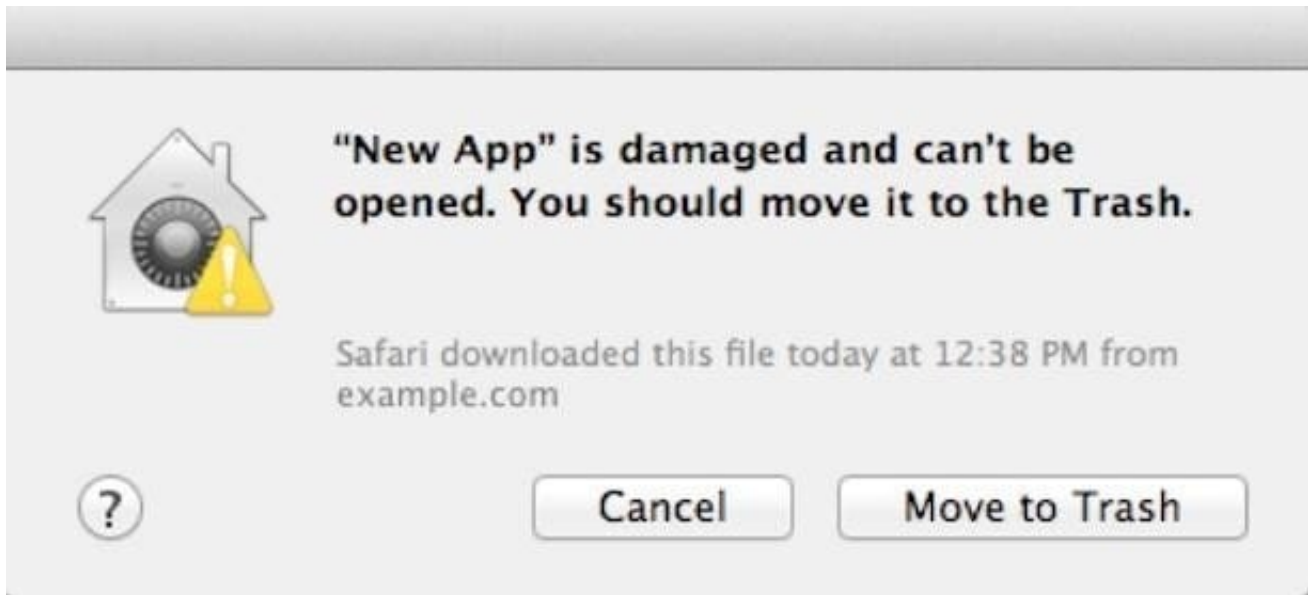 “New App” is damaged and can't be
opened. You should move it to the Trash.
Safari downloaded this file today at 12:38 PM from
example.com
?
Cancel
Move to Trash